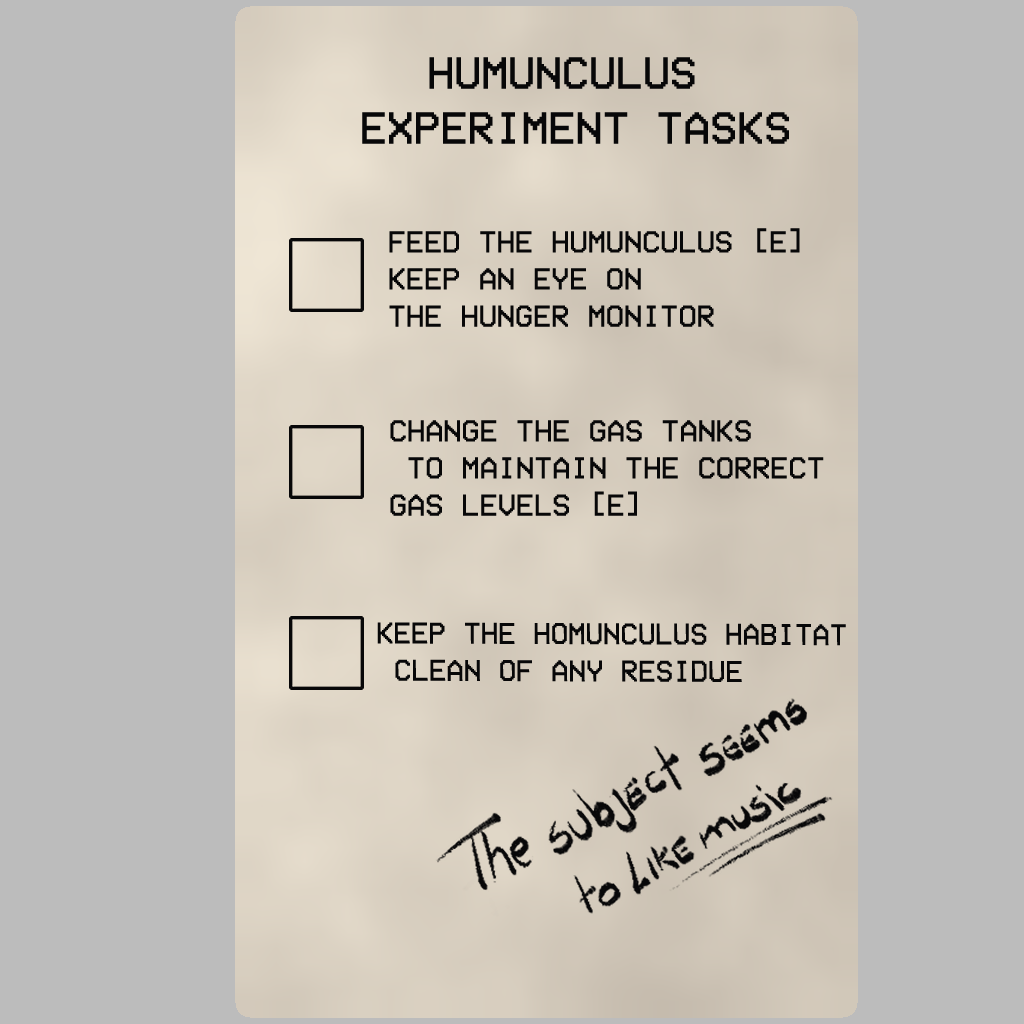 HUMUNCULUS
EXPERIMENT TASKS
FEED THE HUMUNCULUS [E]
KEEP AN EYE ON
THE HUNGER MONITOR
CHANGE THE GAS TANKS
TO MAINTAIN THE CORRECT
GAS LEVELS [E]
KEEP THE HOMUNCULUS HABITAT
CLEAN OF ANY RESIDUE
The subject seems
to like music